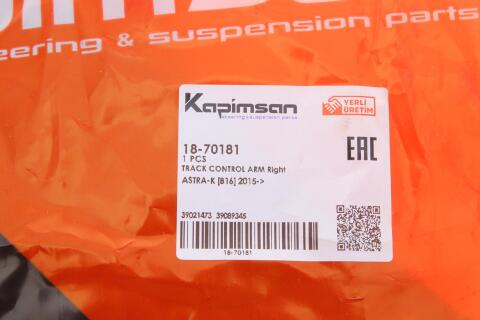 steering & suspension parts
Kapimsan
steering & suspension parts
YERLİ
ÜRETİM
18-70181
1 PCS
TRACK CONTROL ARM Right
ASTRA-K [B16] 2015->
EAC
39021473 39089345
18-70181